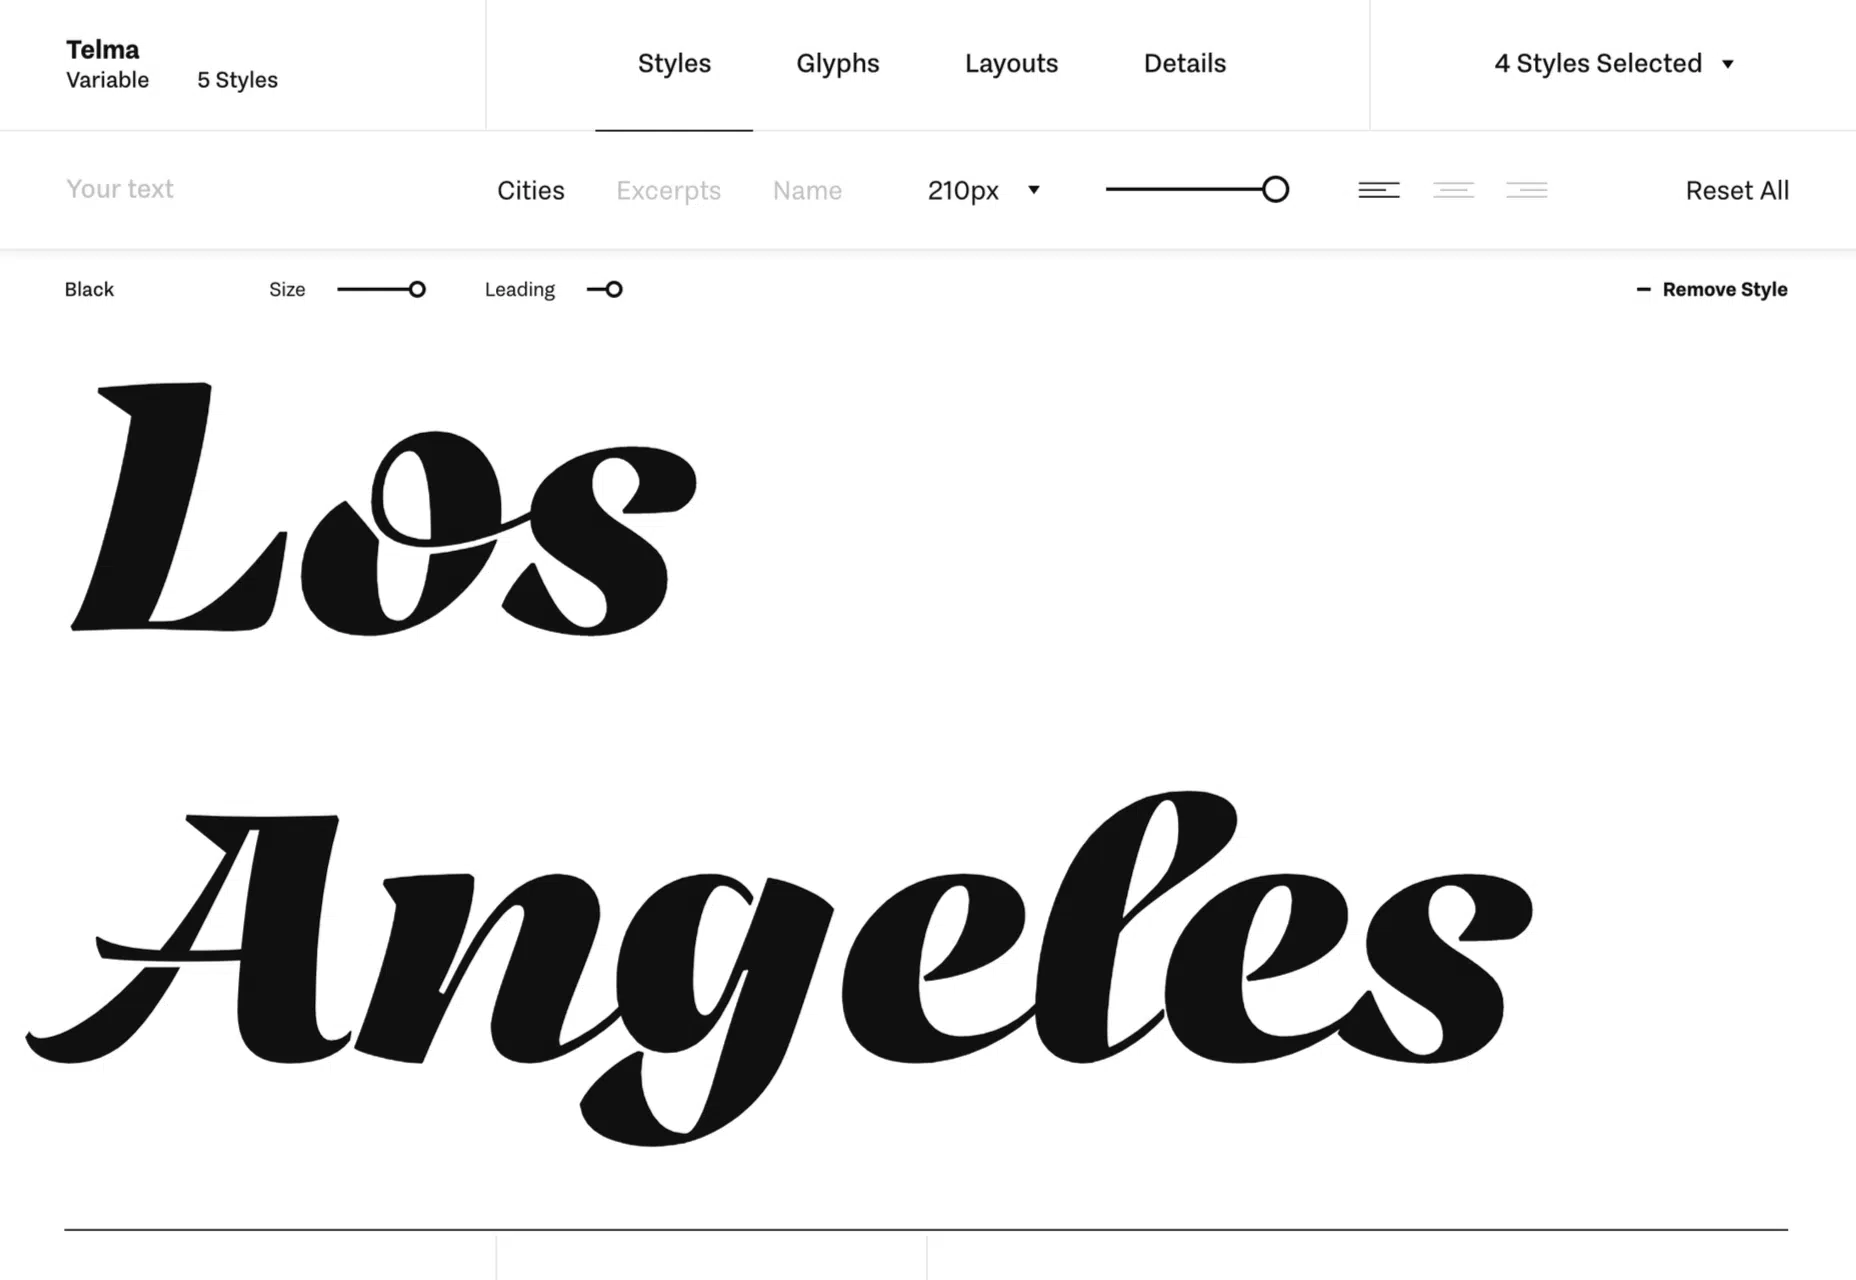 Telma
Variable 5 Styles
Styles Glyphs Layouts Details
4 Styles Selected
Your text
Cities Excerpts Name
210px
Reset All
Black Size Leading
Remove Style
Los
Angeles